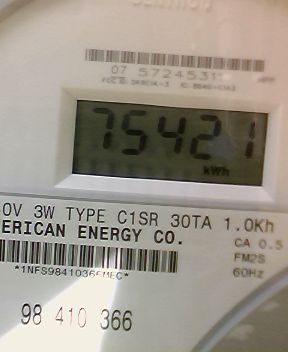 07 57245311
75421
kWh
0V 3W TYPE C1SR 30TA 1.0Kh
ERICAN ENERGY CO.
CA 0.5
FM2S
60Hz
98 410 366